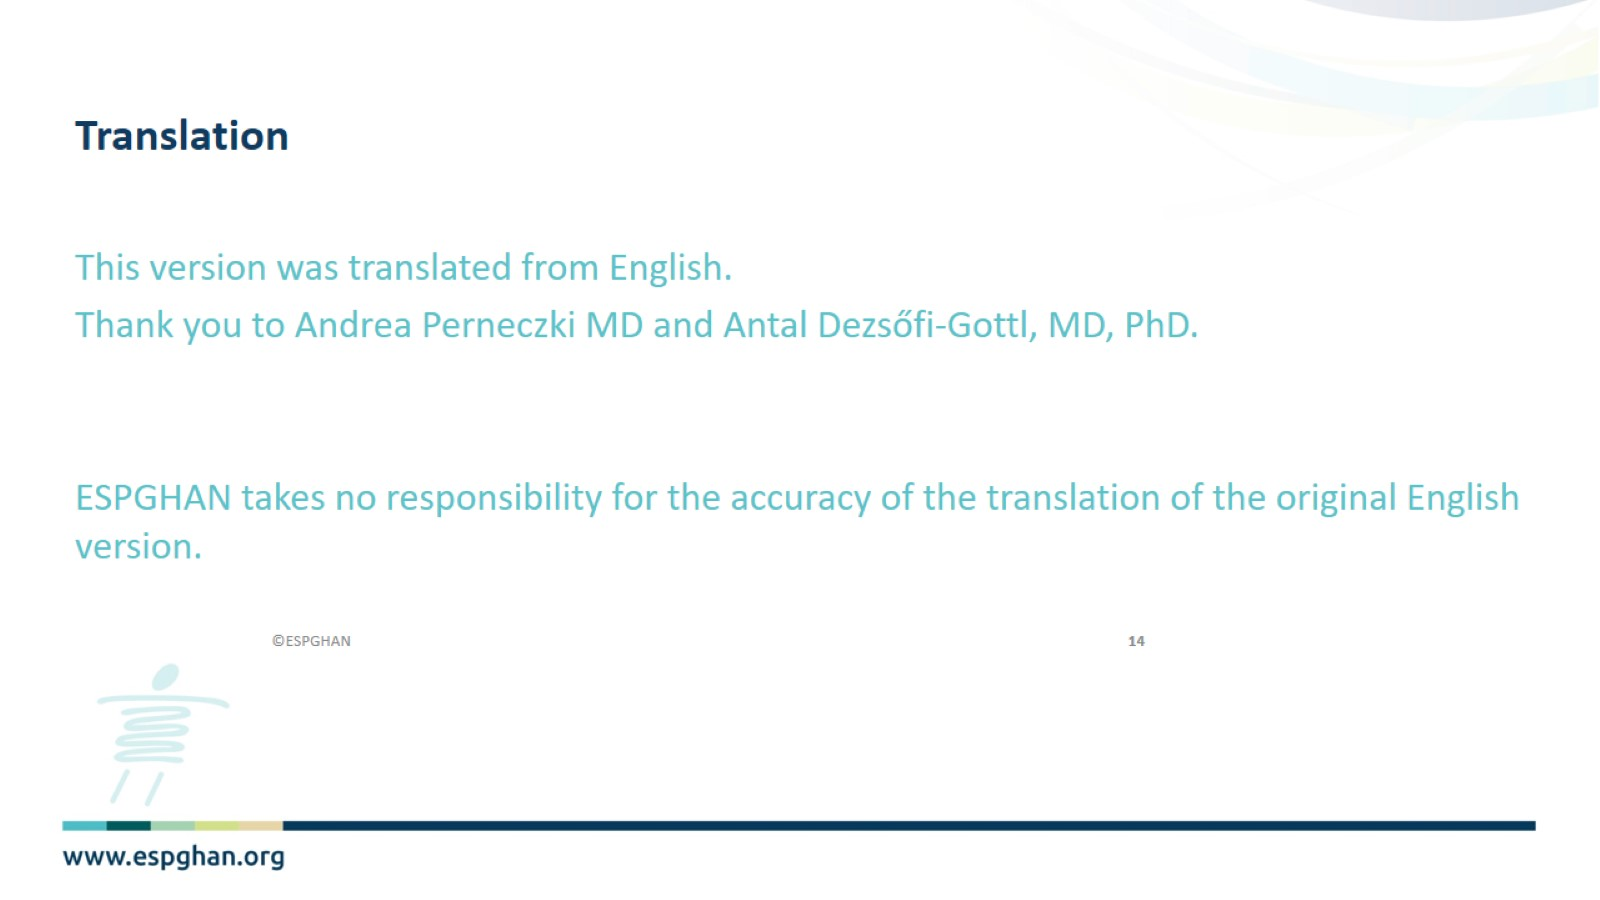 Translation
This version was translated from English.
Thank you to Andrea Perneczki MD and Antal Dezsőfi-Gottl, MD, PhD.
ESPGHAN takes no responsibility for the accuracy of the translation of the original English
version.
©ESPGHAN
14
www.espghan.org